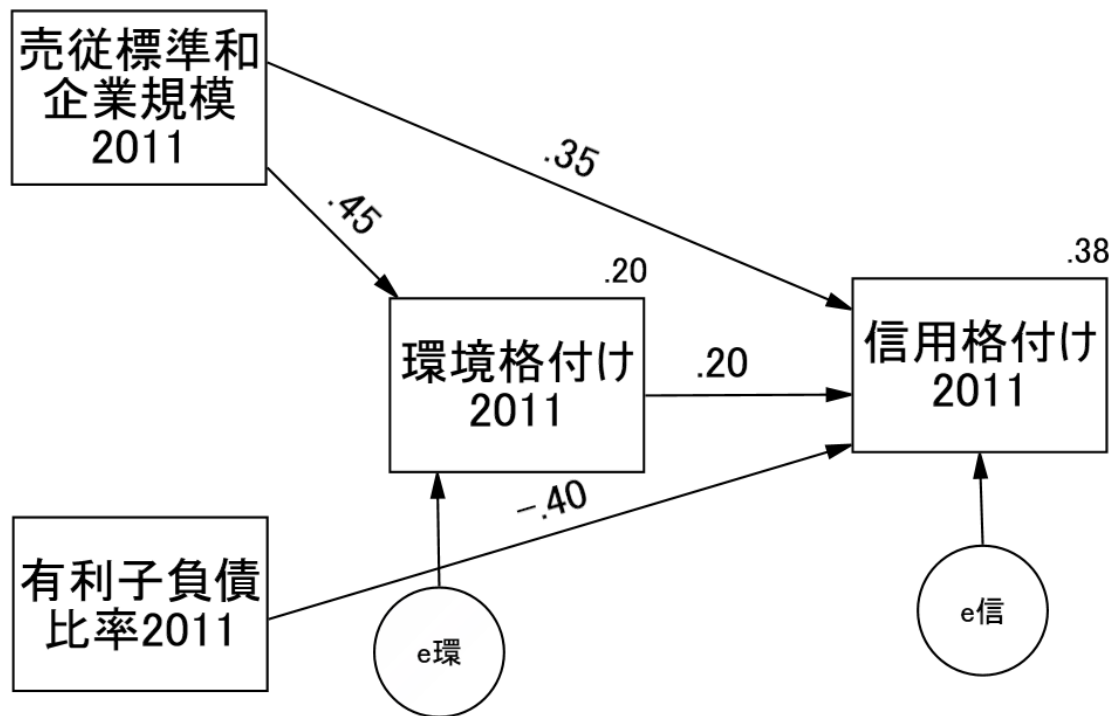 売従標準和
企業規模
2011
.35
.45
.20
.38
環境格付け
2011
.20
信用格付け
2011
-.40
有利子負債
比率2011
e環
e信